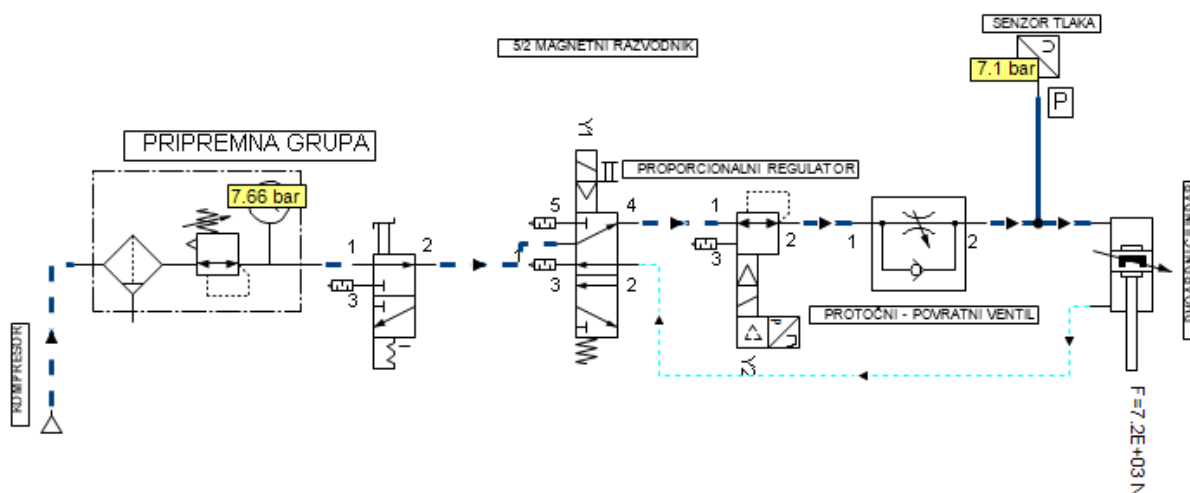 SENZOR TLAKA
5/2 MAGNETNI RAZVODNIK
7.1 bar
U
P
PRIPREMNA GRUPA
Y1
PROPORCIONALNI REGULATOR
7.66 bar
5
4
1
2
1
2
1
2
3
3
2
3
PROTOČNI - POVRATNI VENTIL
P
U
Y2
KOMPRESOR
F=7.2E+03 N